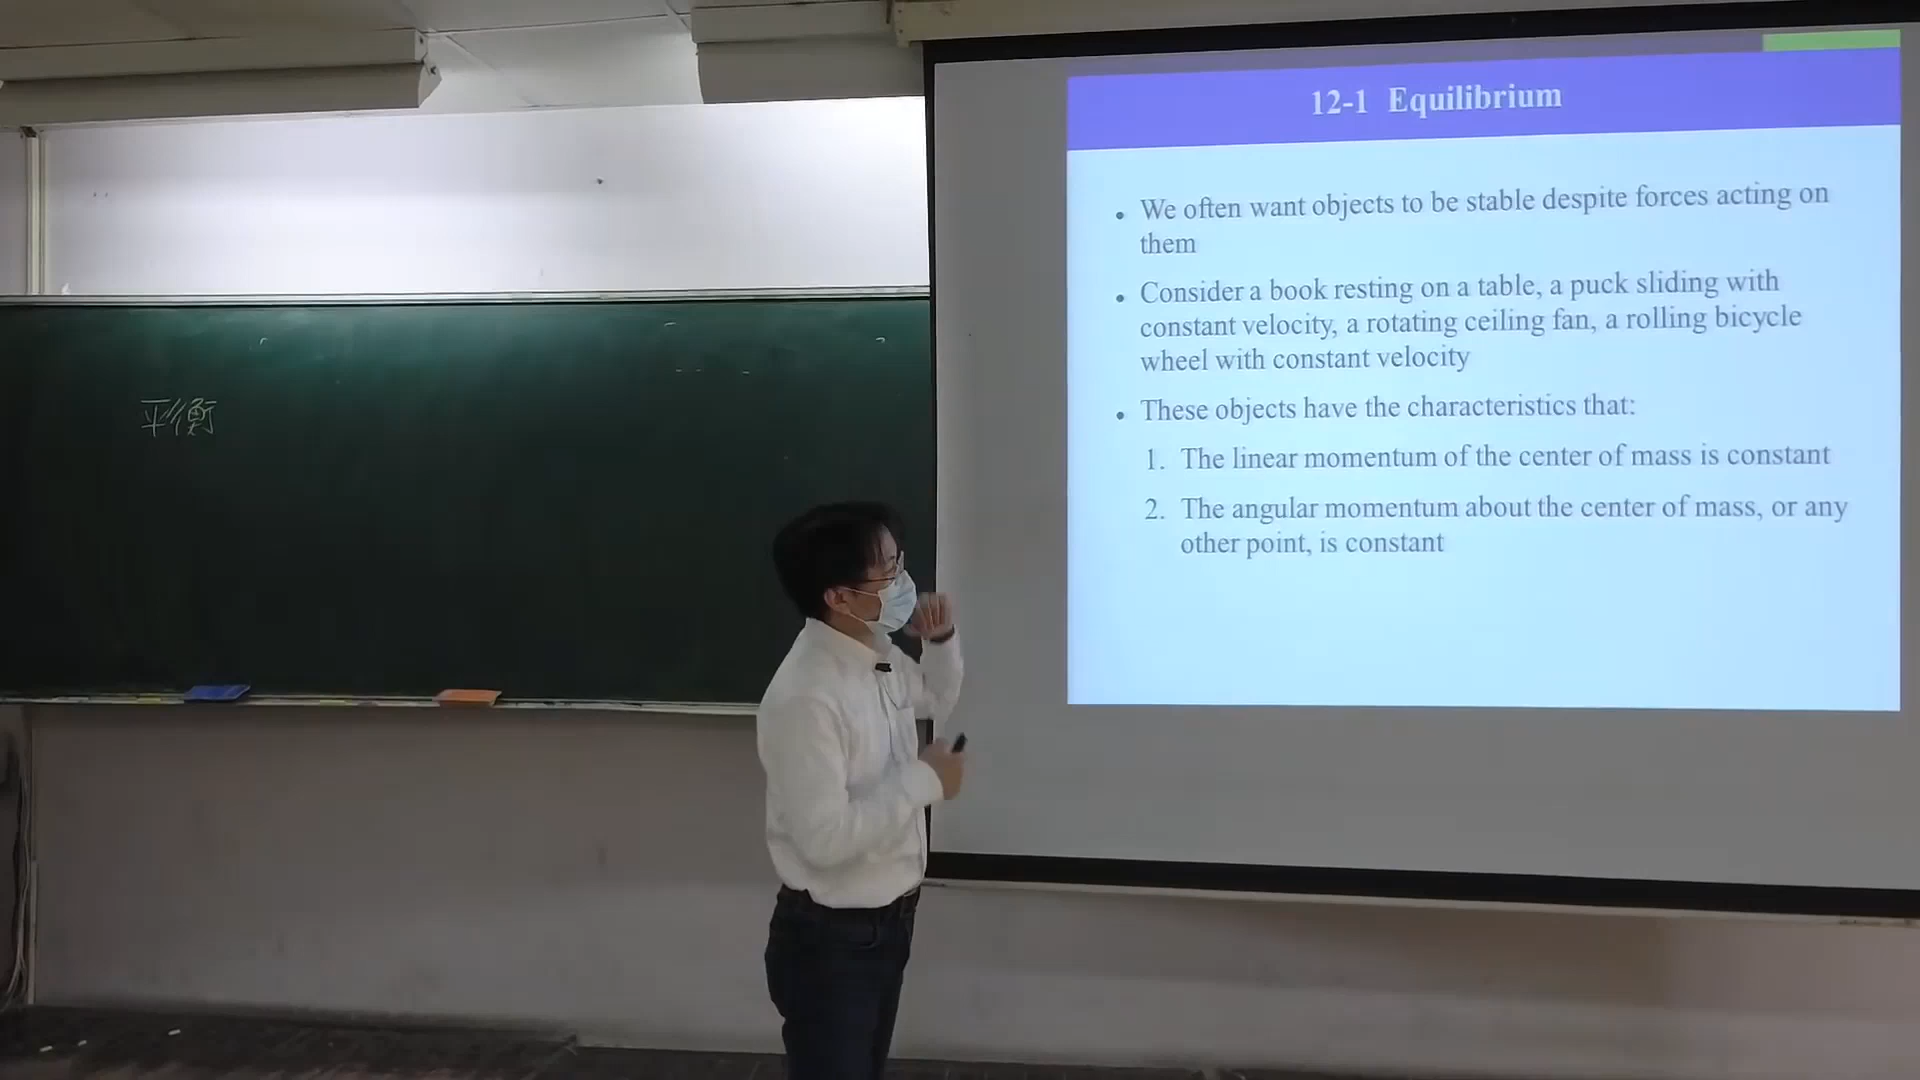 平衡
12-1 Equilibrium
• We often want objects to be stable despite forces acting on
them
• Consider a book resting on a table, a puck sliding with
constant velocity, a rotating ceiling fan, a rolling bicycle
wheel with constant velocity
• These objects have the characteristics that:
1. The linear momentum of the center of mass is constant
2. The angular momentum about the center of mass, or any
other point, is constant